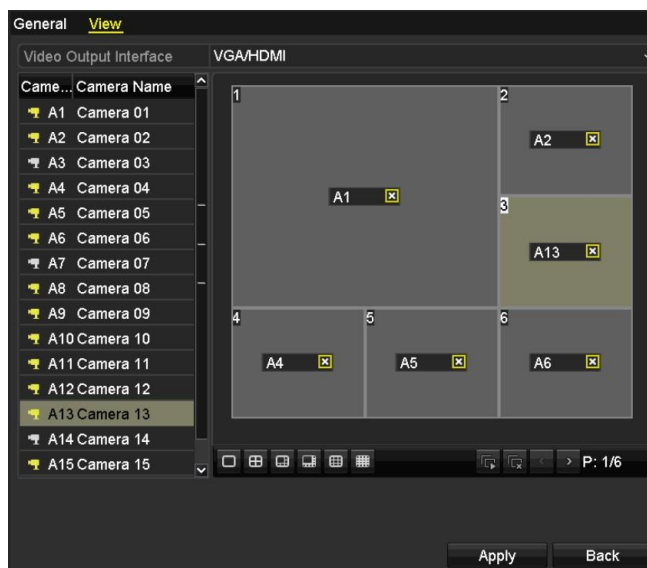 General View
Video Output Interface VGA/HDMI
Came... Camera Name
A1 Camera 01
A2 Camera 02
A3 Camera 03
A4 Camera 04
A5 Camera 05
A6 Camera 06
A7 Camera 07
A8 Camera 08
A9 Camera 09
A10 Camera 10
A11 Camera 11
A12 Camera 12
A13 Camera 13
A14 Camera 14
A15 Camera 15
1
A1
2
A2
3
A13
4
A4
5
A5
6
A6
P: 1/6
Apply Back